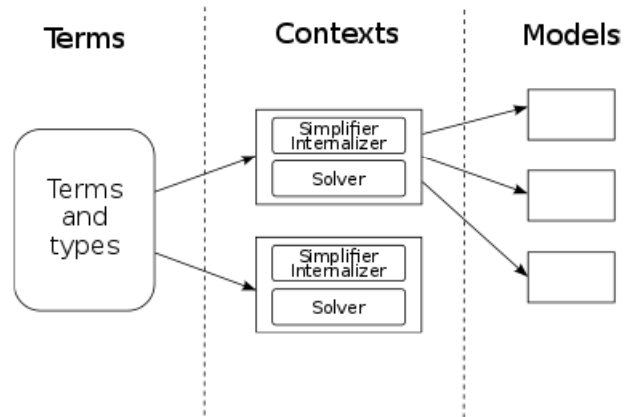 Terms
Contexts
Models
Terms
and
types
Simplifier
Internalizer
Solver
Simplifier
Internalizer
Solver